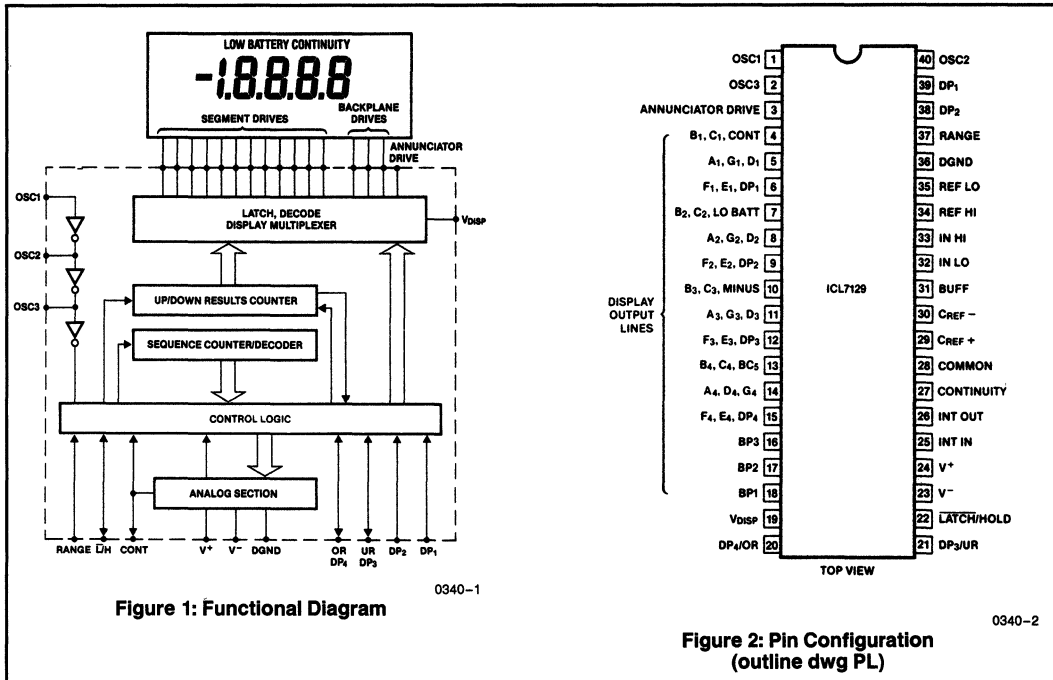 LOW BATTERY CONTINUITY
-1.8.8.8.8
SEGMENT DRIVES
BACKPLANE
DRIVES
ANNUNCIATOR
DRIVE
OSC1
OSC2
OSC3
LATCH, DECODE
DISPLAY MULTIPLEXER
VDISP
UP/DOWN RESULTS COUNTER
SEQUENCE COUNTER/DECODER
CONTROL LOGIC
ANALOG SECTION
RANGE L̅/H CONT V+ V− DGND OR DP4 UR DP3 DP2 DP1
0340–1
Figure 1: Functional Diagram
OSC1 1
OSC3 2
ANNUNCIATOR DRIVE 3
B1, C1, CONT 4
A1, G1, D1 5
F1, E1, DP1 6
B2, C2, LO BATT 7
A2, G2, D2 8
F2, E2, DP2 9
B3, C3, MINUS 10
A3, G3, D3 11
F3, E3, DP3 12
B4, C4, BC5 13
A4, D4, G4 14
F4, E4, DP4 15
BP3 16
BP2 17
BP1 18
VDISP 19
DP4/OR 20
DISPLAY
OUTPUT
LINES
ICL7129
40 OSC2
39 DP1
38 DP2
37 RANGE
36 DGND
35 REF LO
34 REF HI
33 IN HI
32 IN LO
31 BUFF
30 CREF −
29 CREF +
28 COMMON
27 CONTINUITY
26 INT OUT
25 INT IN
24 V+
23 V−
22 L̅A̅T̅C̅H̅/HOLD
21 DP3/UR
TOP VIEW
0340–2
Figure 2: Pin Configuration
(outline dwg PL)